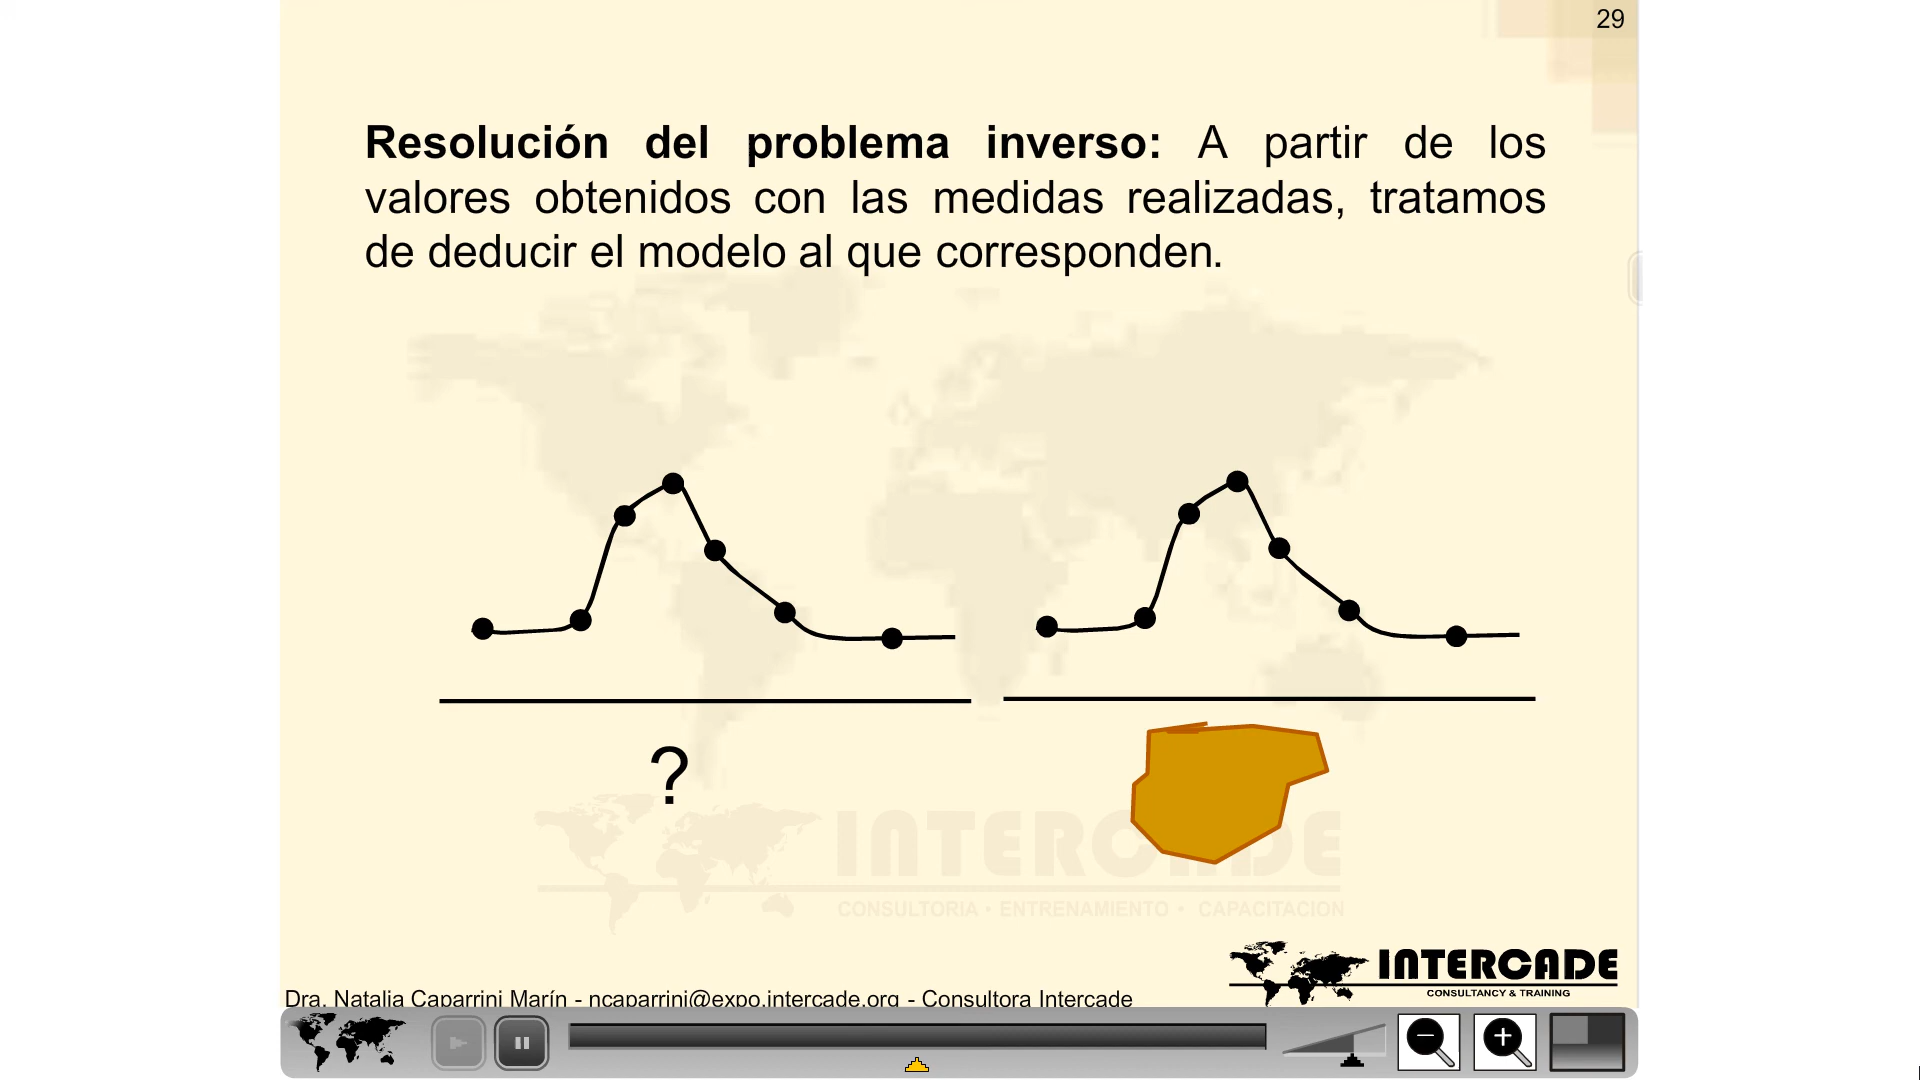 29
Resolución del problema inverso: A partir de los
valores obtenidos con las medidas realizadas, tratamos
de deducir el modelo al que corresponden.
?
INTERCADE
CONSULTORIA • ENTRENAMIENTO • CAPACITACION
INTERCADE
CONSULTANCY & TRAINING
Dra. Natalia Caparrini Marín - ncaparrini@expo.intercade.org - Consultora Intercade